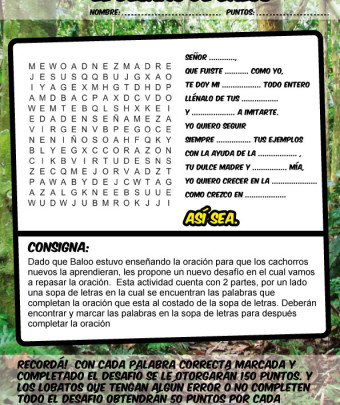 NOMBRE: PUNTOS:
M E W O A D N E Z M A D R E
J E S U S Q Q B U J G X A O
I Y A G E X M H G T D H D P
A M D B A C P A X D C V D O
W E M T E B Q L S H X K E I
E D A D E N S E Ñ A M E Z A
V I R G E N V B P E G O C E
N E N I Ñ O S O A H F Q K Y
B L Y E G X C C O R A Z O N
C I K B V I R T U D E S N S
Z E C Q M E J O R V A D Z T
P A W A B Y D E J C W T A G
A Z A L G K N E E B S U U E
W U D W J U B M R O K J J I
SEÑOR ............,
QUE FUISTE ........... COMO YO,
TE DOY MI .............. TODO ENTERO
LLÉNALO DE TUS ..................
Y ..................... A IMITARTE.
YO QUIERO SEGUIR
SIEMPRE ............... TUS EJEMPLOS
CON LA AYUDA DE LA ..............,
TU DULCE MADRE Y .............. MÍA,
YO QUIERO CRECER EN LA ..................
COMO CREZCO EN .................
ASÍ SEA.
CONSIGNA:
Dado que Baloo estuvo enseñando la oración para que los cachorros
nuevos la aprendieran, les propone un nuevo desafio en el cual vamos
a repasar la oración. Esta actividad cuenta con 2 partes, por un lado
una sopa de letras en la cual se encuentran las palabras que
completan la oración que esta al costado de la sopa de letras. Deberán
encontrar y marcar las palabras en la sopa de letras para después
completar la oración
RECORDÁ! CON CADA PALABRA CORRECTA MARCADA Y
COMPLETADO EL DESAFÍO SE LE OTORGARÁN 150 PUNTOS. Y
LOS LOBATOS QUE TENGAN ALGÚN ERROR O NO COMPLETEN
TODO EL DESAFÍO OBTENDRÁN 50 PUNTOS POR CADA